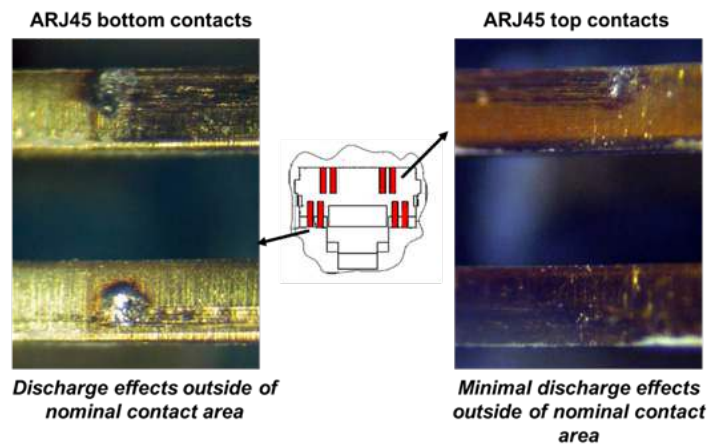 ARJ45 bottom contacts
ARJ45 top contacts
Discharge effects outside of
nominal contact area
Minimal discharge effects
outside of nominal contact
area